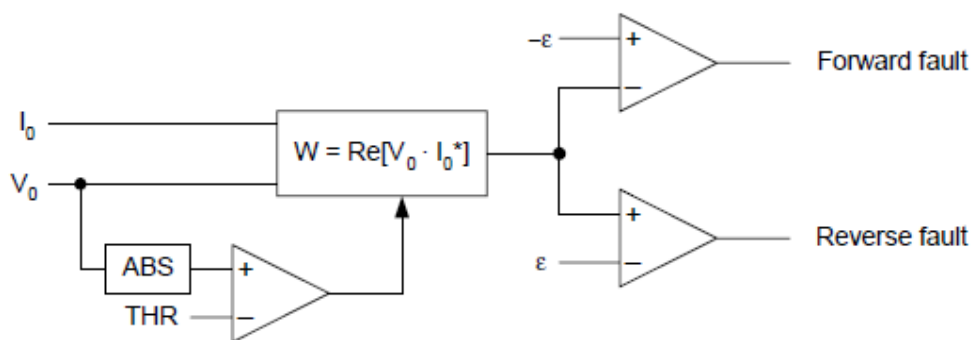 −ε
+
−
Forward fault
I₀
W = Re[V₀ · I₀*]
V₀
+
−
ε
Reverse fault
ABS
+
THR
−